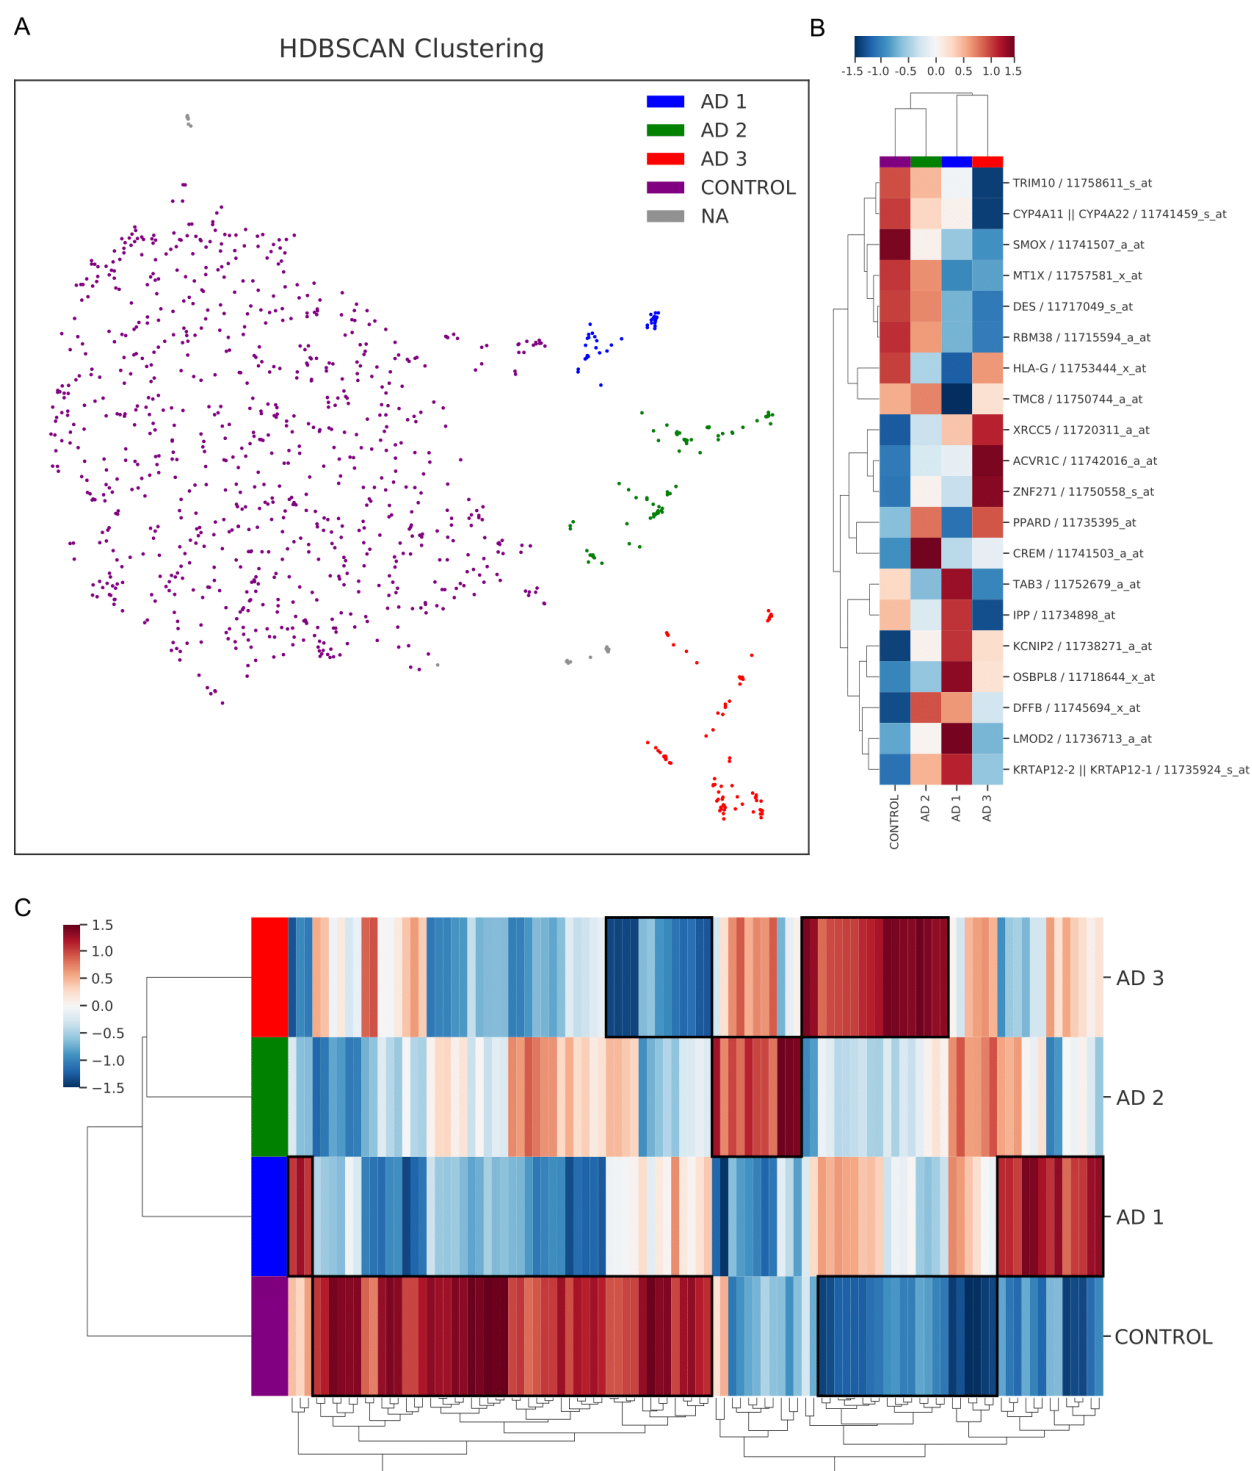 A
HDBSCAN Clustering
AD 1
AD 2
AD 3
CONTROL
NA
B
-1.5 -1.0 -0.5 0.0 0.5 1.0 1.5
TRIM10 / 11758611_s_at
CYP4A11 || CYP4A22 / 11741459_s_at
SMOX / 11741507_a_at
MT1X / 11757581_x_at
DES / 11717049_s_at
RBM38 / 11715594_a_at
HLA-G / 11753444_x_at
TMC8 / 11750744_a_at
XRCC5 / 11720311_a_at
ACVR1C / 11742016_a_at
ZNF271 / 11750558_s_at
PPARD / 11735395_at
CREM / 11741503_a_at
TAB3 / 11752679_a_at
IPP / 11734898_at
KCNIP2 / 11738271_a_at
OSBPL8 / 11718644_x_at
DFFB / 11745694_x_at
LMOD2 / 11736713_a_at
KRTAP12-2 || KRTAP12-1 / 11735924_s_at
CONTROL
AD 2
AD 1
AD 3
C
1.5
1.0
0.5
0.0
−0.5
−1.0
−1.5
AD 3
AD 2
AD 1
CONTROL